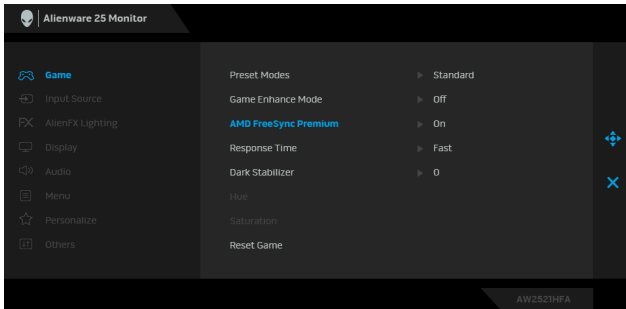 Alienware 25 Monitor
Game
Preset Modes
Standard
Input Source
Game Enhance Mode
Off
FX AlienFX Lighting
AMD FreeSync Premium
On
Display
Response Time
Fast
Audio
Dark Stabilizer
0
Menu
Hue
Personalize
Saturation
Others
Reset Game
AW2521HFA